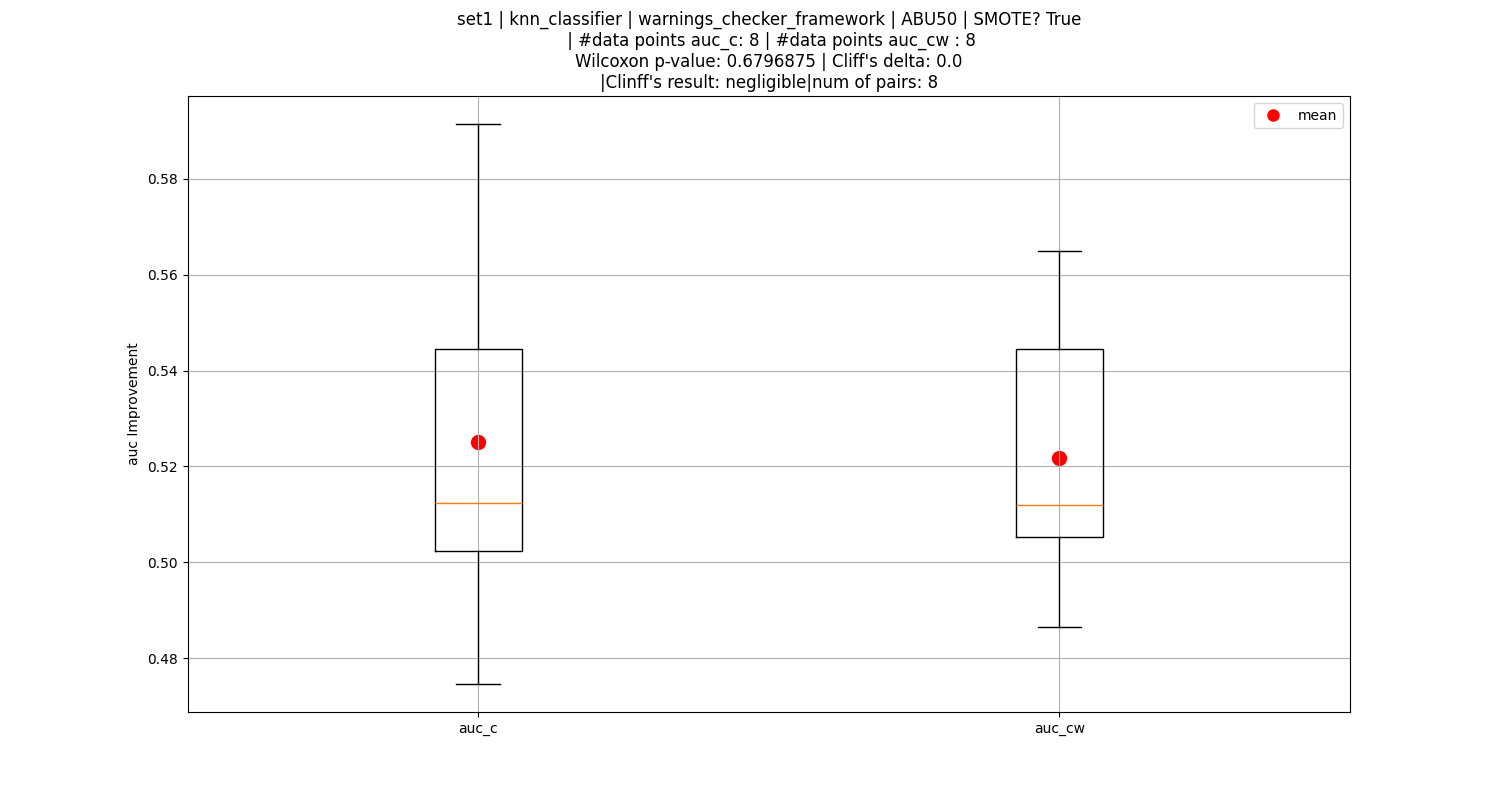 set1 | knn_classifier | warnings_checker_framework | ABU50 | SMOTE? True
| #data points auc_c: 8 | #data points auc_cw : 8
Wilcoxon p-value: 0.6796875 | Cliff's delta: 0.0
|Clinff's result: negligible|num of pairs: 8
mean
0.58
0.56
0.54
0.52
0.50
0.48
auc Improvement
auc_c
auc_cw